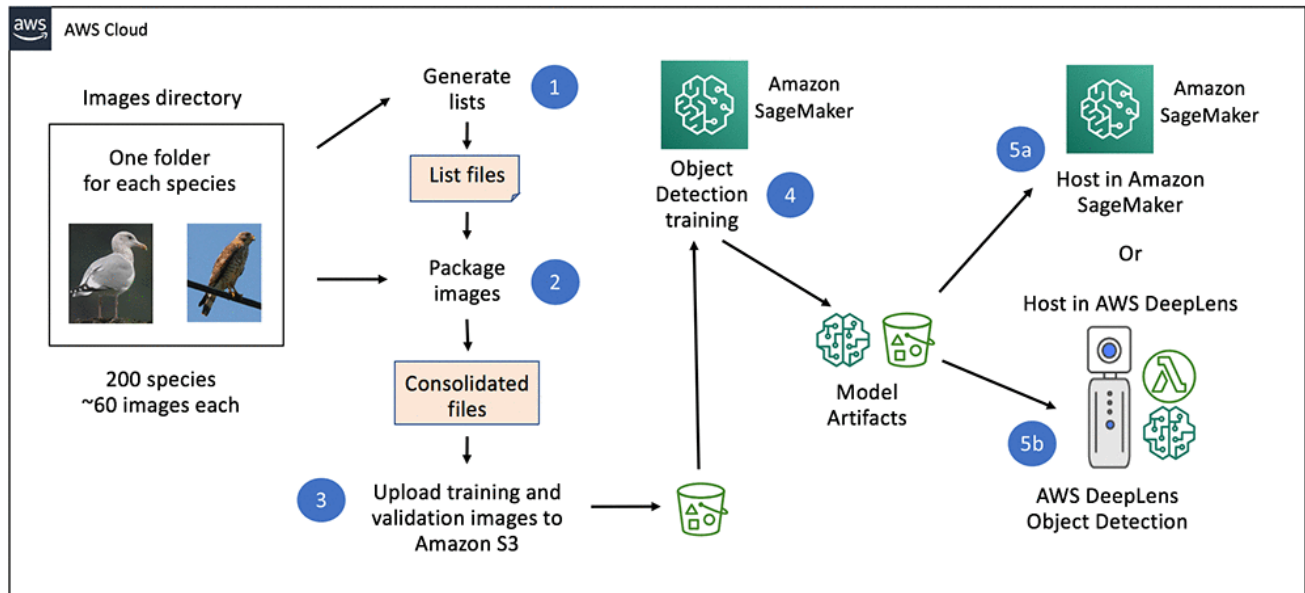 aws
AWS Cloud
Images directory
One folder
for each species
200 species
~60 images each
Generate
lists
1
List files
Package
images
2
Consolidated
files
3
Upload training and
validation images to
Amazon S3
Amazon
SageMaker
Object
Detection
training
4
Model
Artifacts
Amazon
SageMaker
5a
Host in Amazon
SageMaker
Or
Host in AWS DeepLens
5b
AWS DeepLens
Object Detection